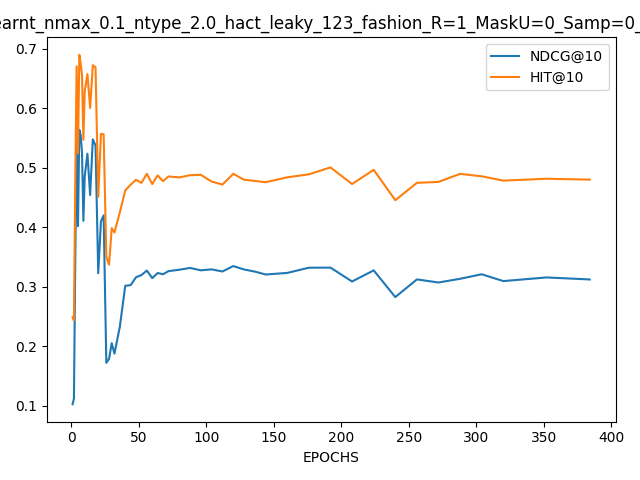 earnt_nmax_0.1_ntype_2.0_hact_leaky_123_fashion_R=1_MaskU=0_Samp=0_
NDCG@10
HIT@10
0.7
0.6
0.5
0.4
0.3
0.2
0.1
0 50 100 150 200 250 300 350 400
EPOCHS